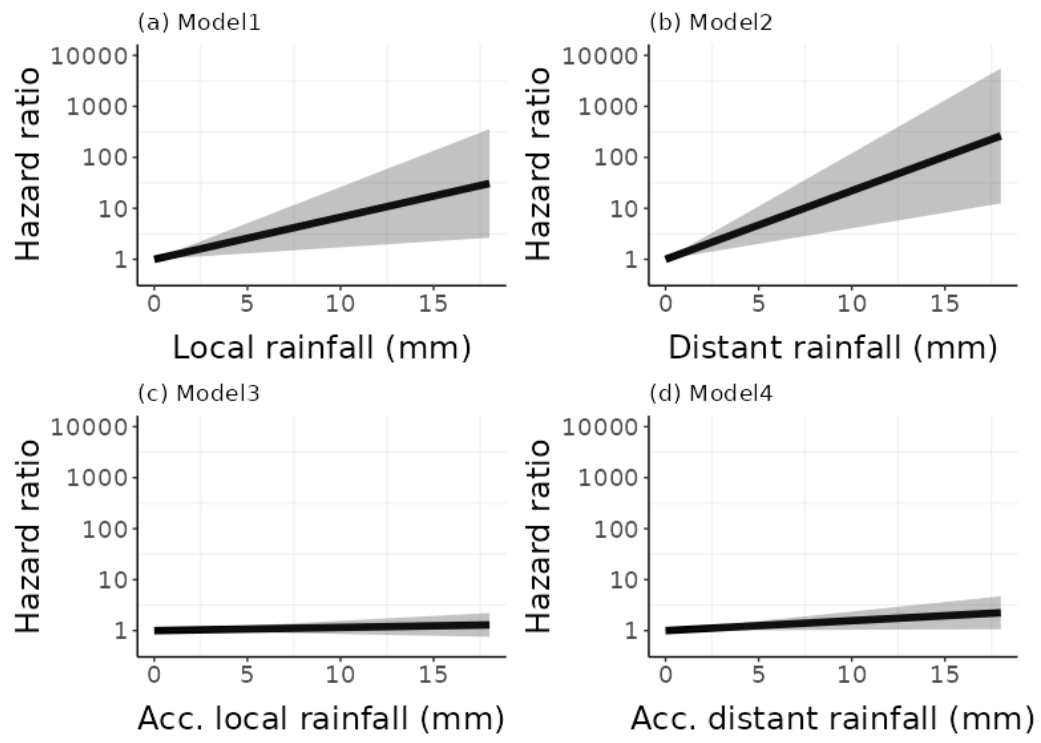 (a) Model1
Hazard ratio
10000
1000
100
10
1
0 5 10 15
Local rainfall (mm)
(b) Model2
Hazard ratio
10000
1000
100
10
1
0 5 10 15
Distant rainfall (mm)
(c) Model3
Hazard ratio
10000
1000
100
10
1
0 5 10 15
Acc. local rainfall (mm)
(d) Model4
Hazard ratio
10000
1000
100
10
1
0 5 10 15
Acc. distant rainfall (mm)